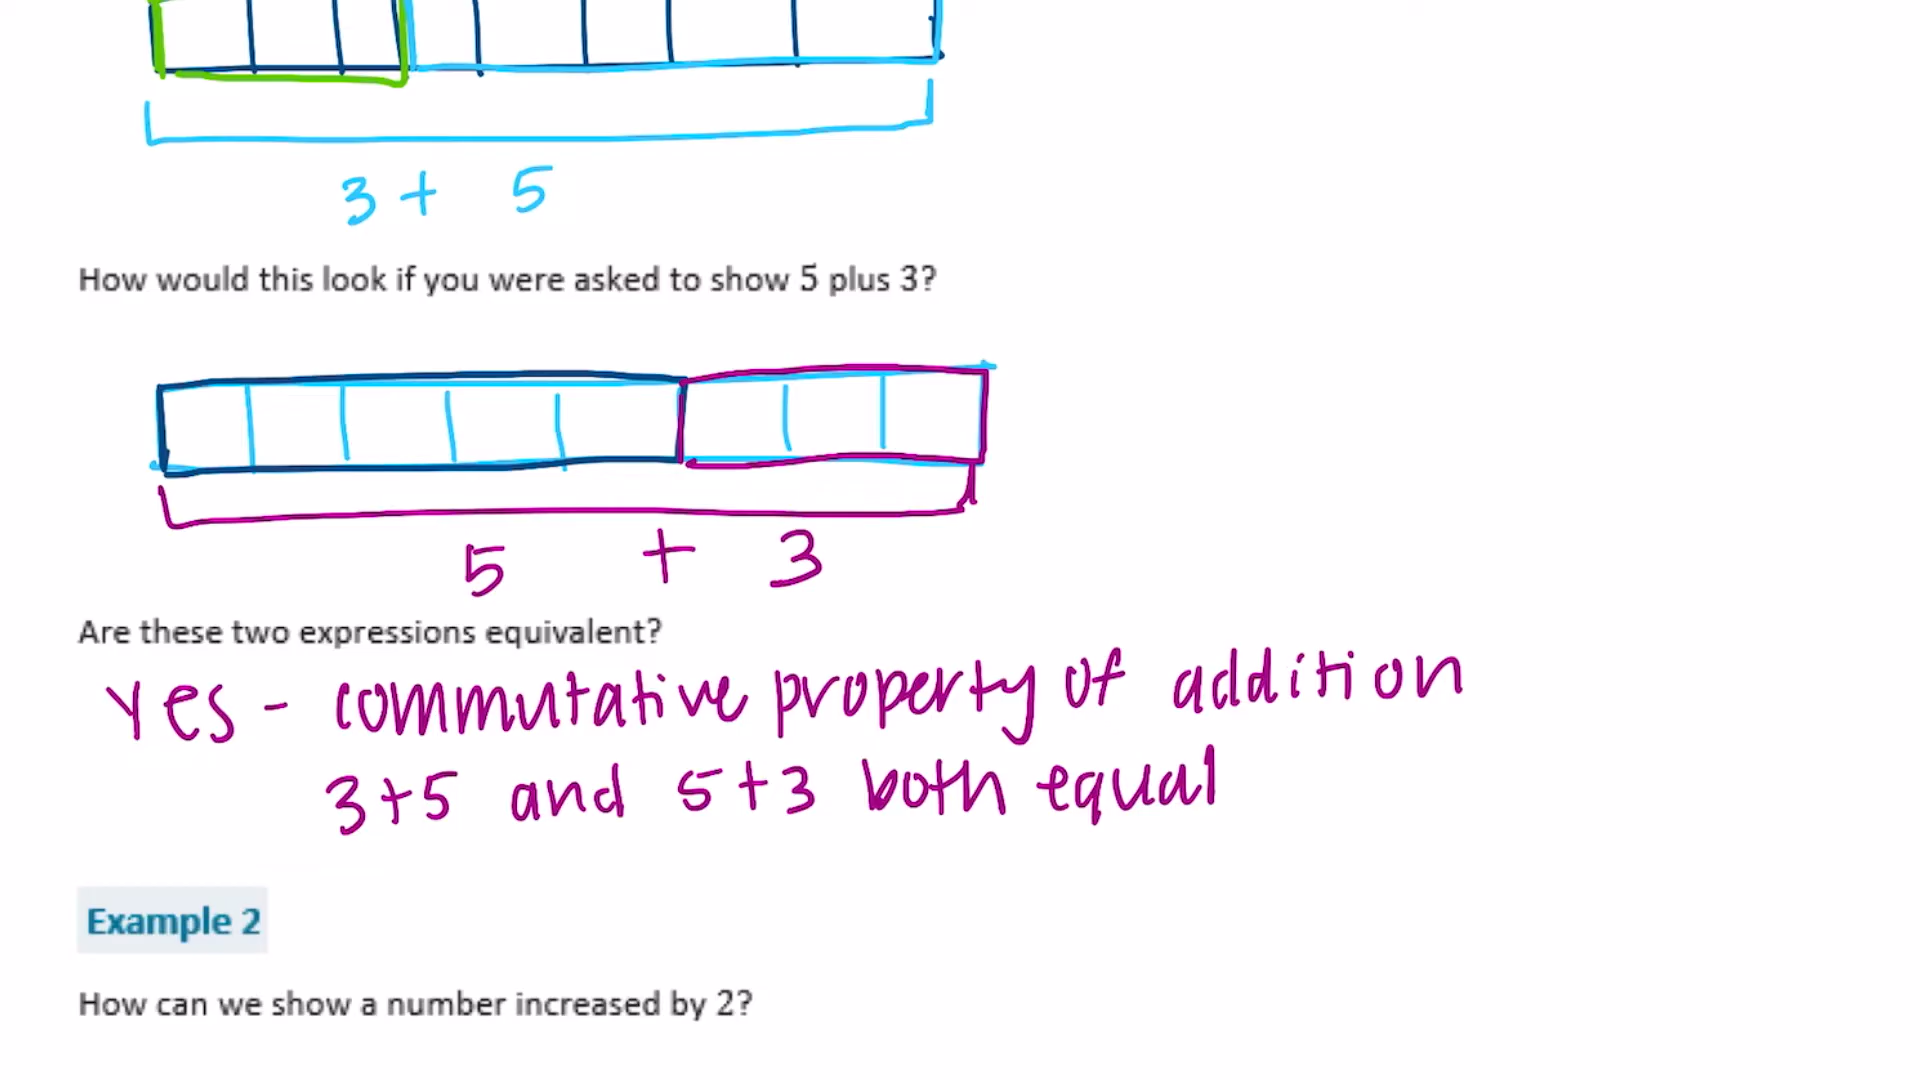 3 + 5
How would this look if you were asked to show 5 plus 3?
5 + 3
Are these two expressions equivalent?
Yes - commutative property of addition
3+5 and 5+3 both equal
Example 2
How can we show a number increased by 2?